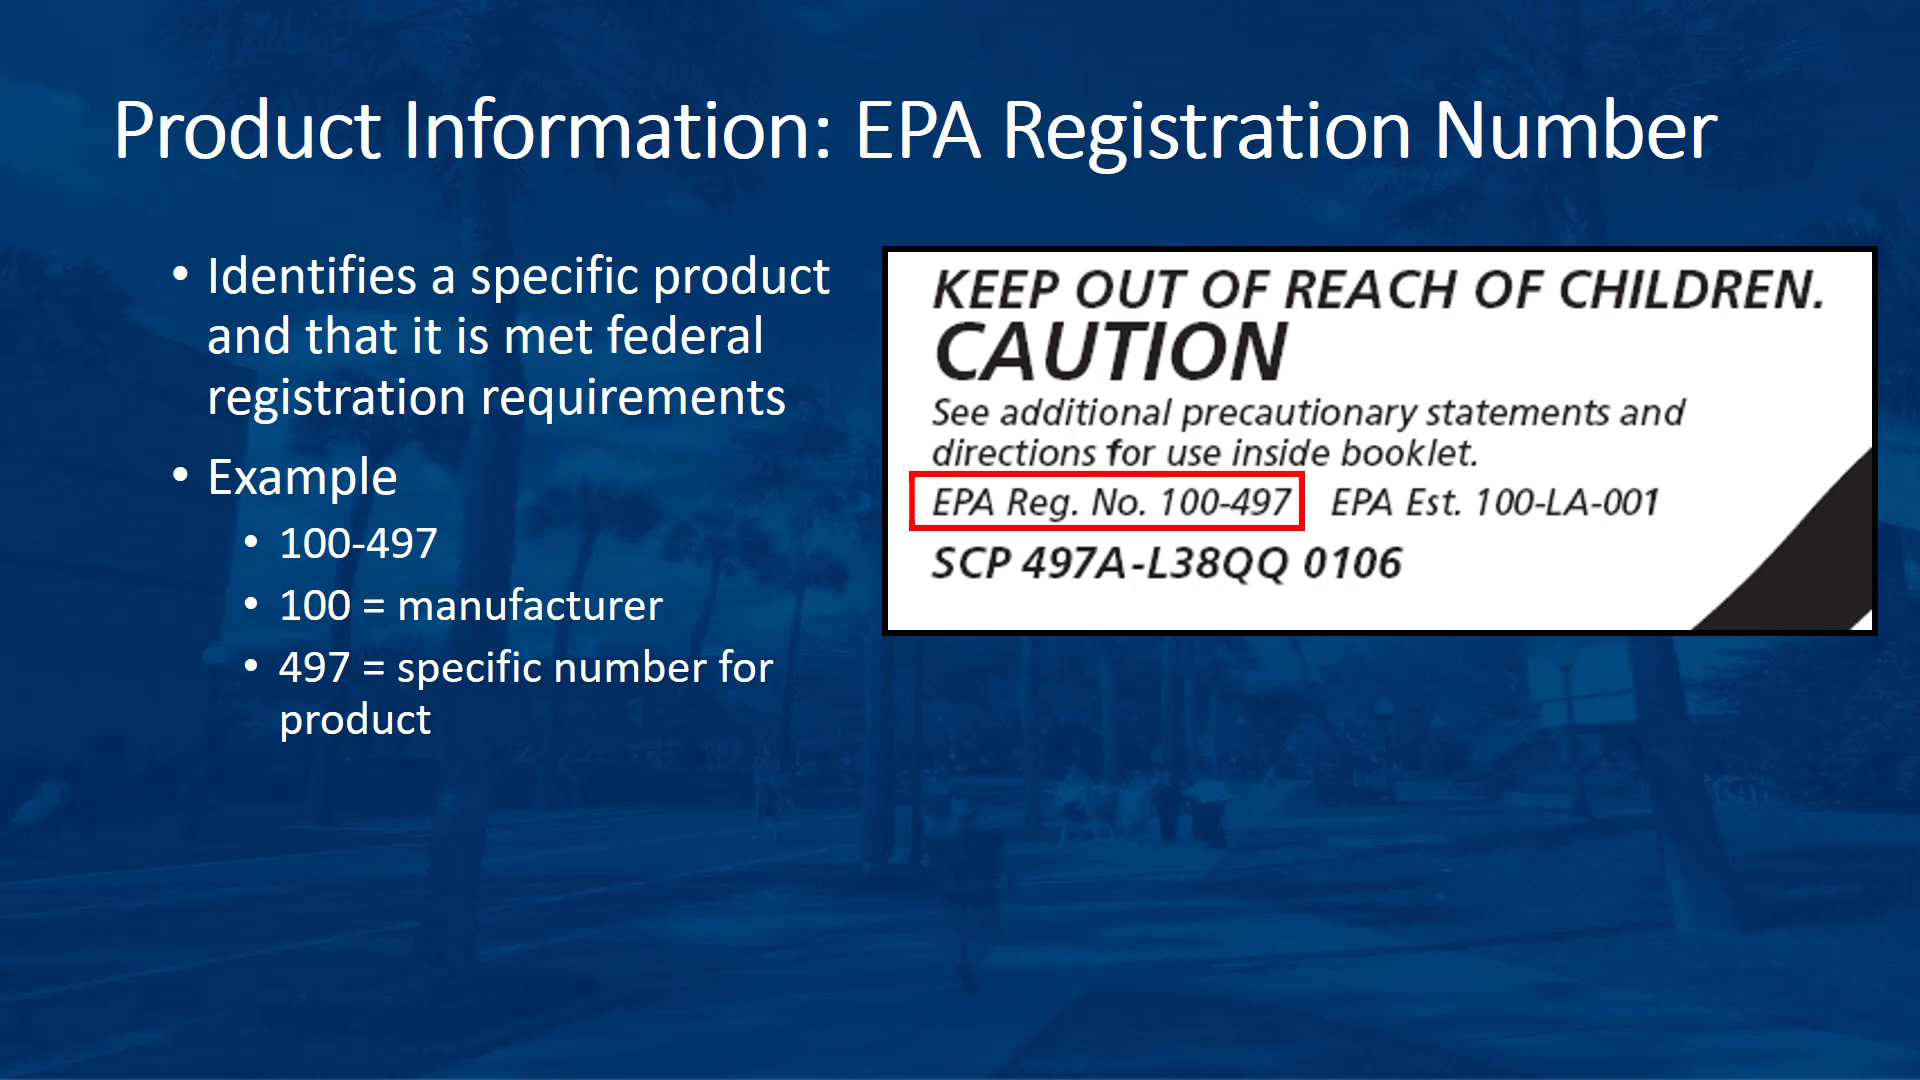 Product Information: EPA Registration Number
• Identifies a specific product
and that it is met federal
registration requirements
• Example
• 100-497
• 100 = manufacturer
• 497 = specific number for
product
KEEP OUT OF REACH OF CHILDREN.
CAUTION
See additional precautionary statements and
directions for use inside booklet.
EPA Reg. No. 100-497 EPA Est. 100-LA-001
SCP 497A-L38QQ 0106